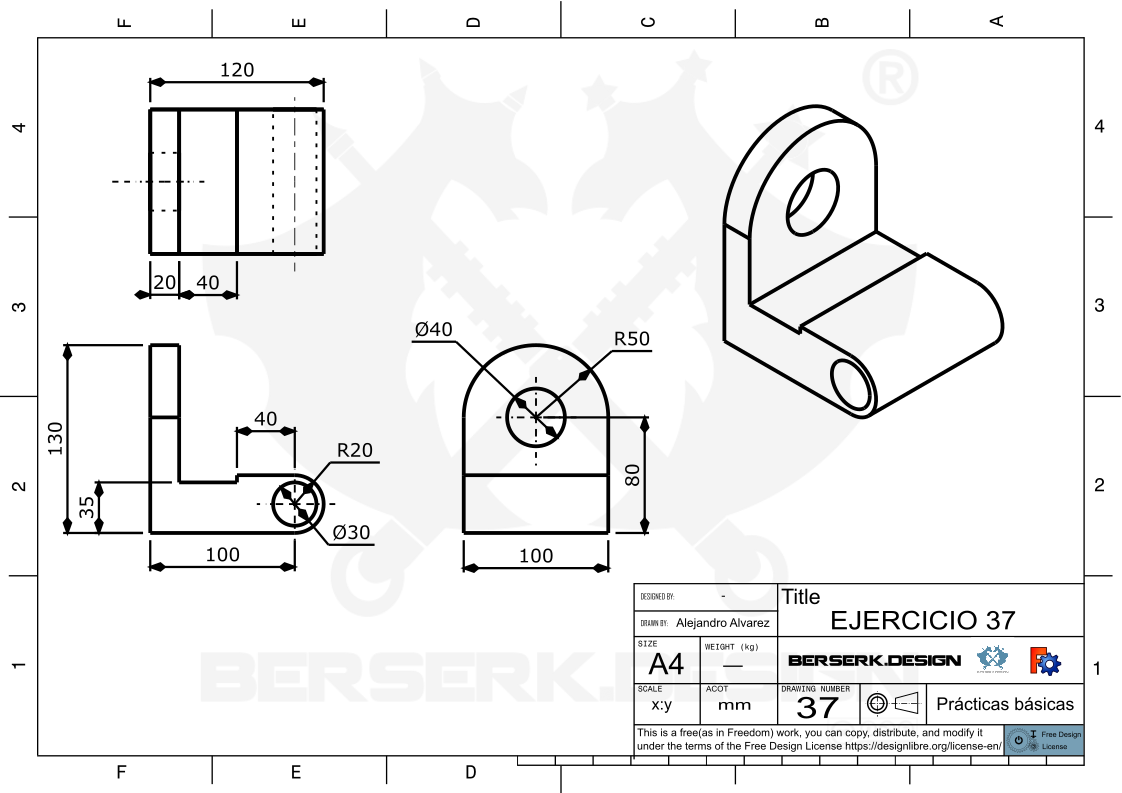 F E D C B A
®
4 4
120
20 40
3 3
Ø40
R50
40
130
R20
35
80
2 2
Ø30
100
100
1 1
BERSERK.DESIGN
DESIGNED BY: -
DRAWN BY: Alejandro Alvarez
Title
EJERCICIO 37
SIZE
A4
WEIGHT (kg)
—
BERSERK.DESIGN
SCALE
x:y
ACOT
mm
DRAWING NUMBER
37
Prácticas básicas
This is a free(as in Freedom) work, you can copy, distribute, and modify it
under the terms of the Free Design License https://designlibre.org/license-en/
Free Design
License
F E D